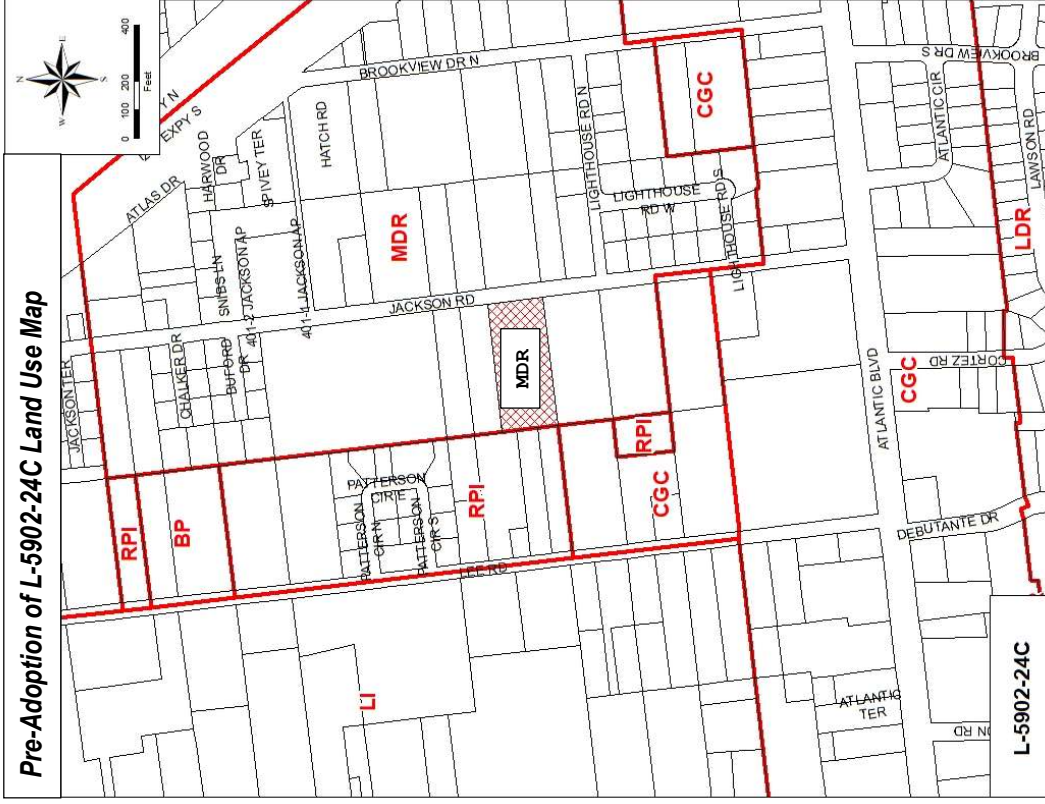 Pre-Adoption of L-5902-24C Land Use Map
N
W
E
S
0 100 200 400
Feet
Y N
EXPY S
ATLAS DR
HARWOOD
DR
SPIVEY TER
HATCH RD
BROOKVIEW DR N
JACKSON TER
CHALKER DR
SNIBS LN
DUFORD
DR
401-2 JACKSON AP
401-1 JACKSON AP
MDR
JACKSON RD
LIGHTHOUSE RD N
LIGHTHOUSE
RD W
LIGHTHOUSE RD S
CGC
MDR
RPI
BP
PATTERSON
CIR E
PATTERSON
CIR N
PATTERSON
CIR S
RPI
LEE RD
RPI
CGC
LI
ATLANTIC BLVD
CGC
CORTEZ RD
ATLANTIC CIR
BROOKVIEW DR S
LAWSON RD
LDR
DEBUTANTE DR
ATLANTIC
TER
ON RD
L-5902-24C